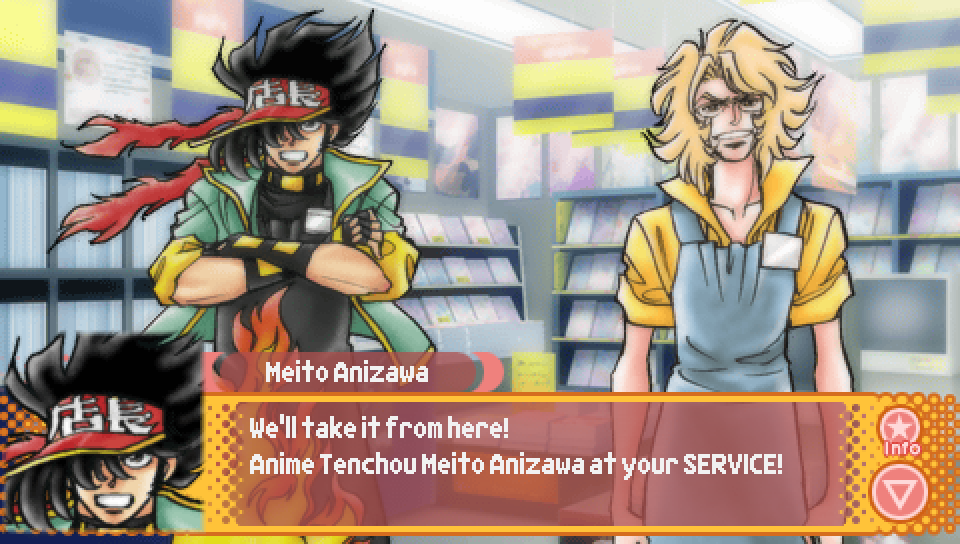 店長
Meito Anizawa
店長
We'll take it from here!
Anime Tenchou Meito Anizawa at your SERVICE!
Info